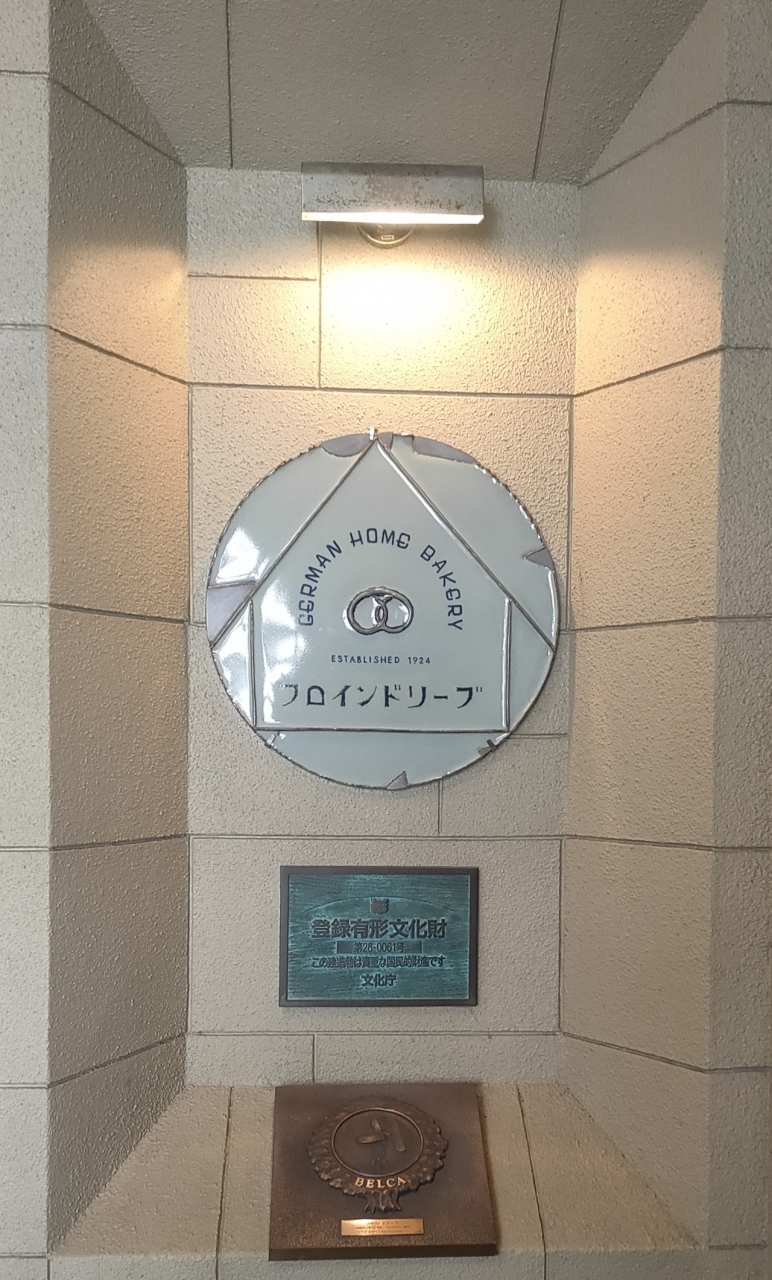 GERMAN HOME BAKERY
ESTABLISHED 1924
フロインドリーブ
登録有形文化財
第28-0061号
この建造物は貴重な国民的財産です
文化庁
BELCA